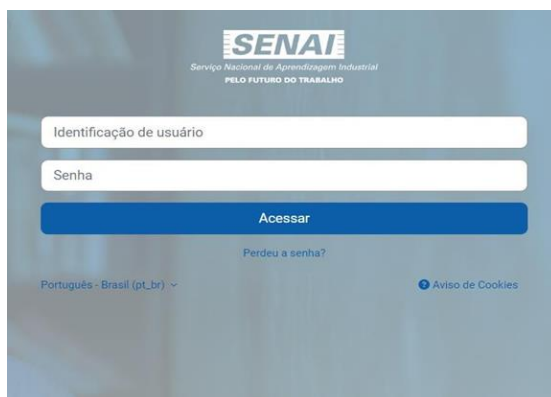 SENAI
Serviço Nacional de Aprendizagem Industrial
PELO FUTURO DO TRABALHO
Identificação de usuário
Senha
Acessar
Perdeu a senha?
Português - Brasil (pt_br)
Aviso de Cookies